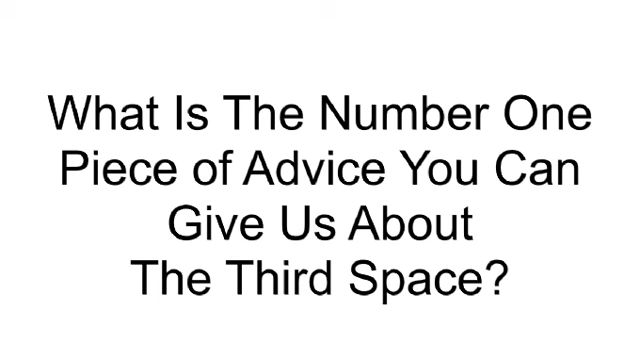 What Is The Number One
Piece of Advice You Can
Give Us About
The Third Space?